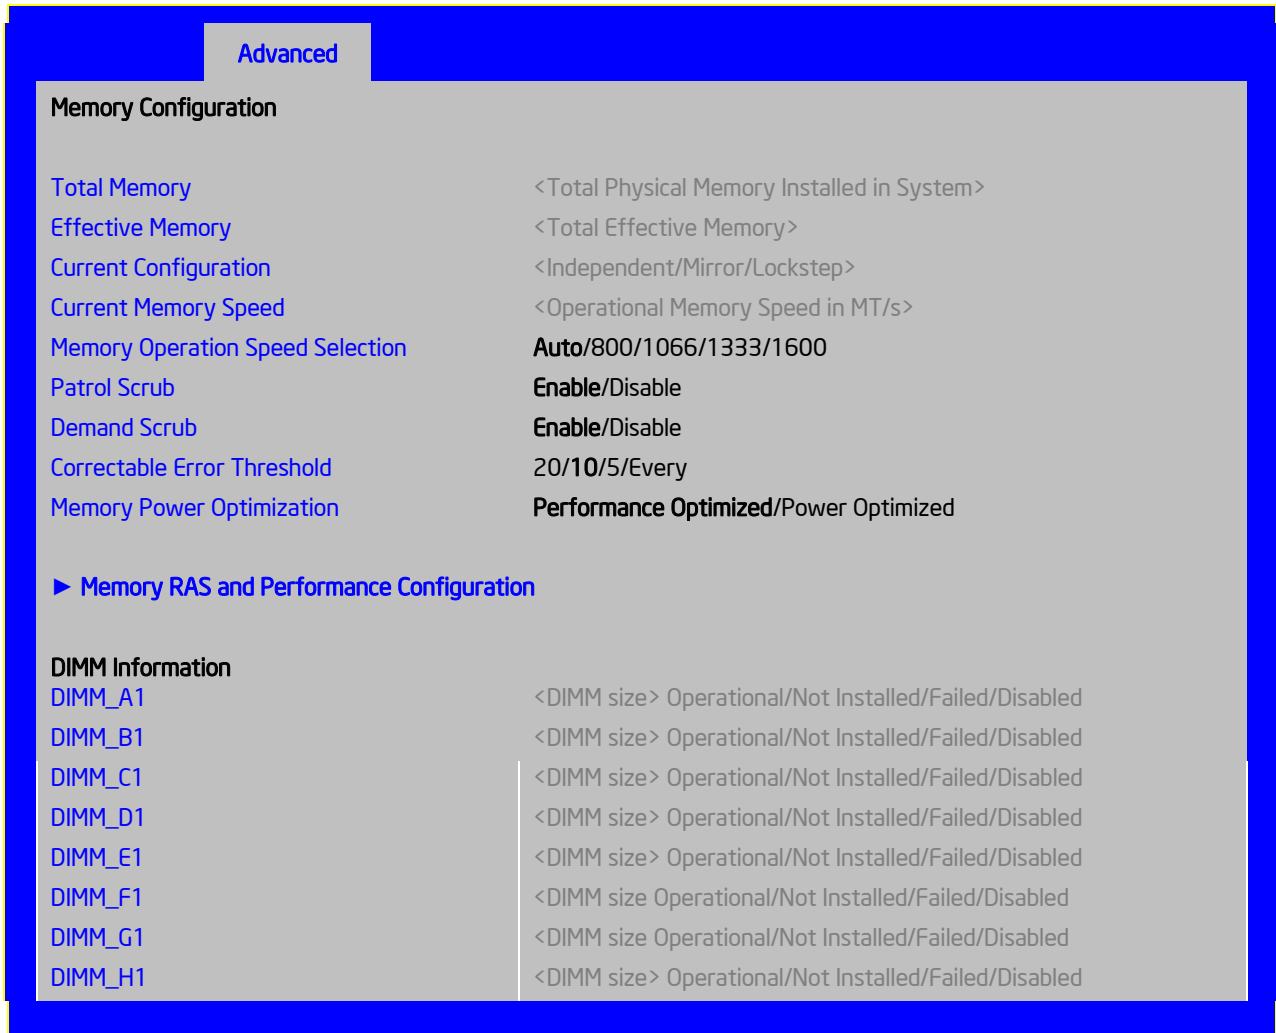 Advanced
Memory Configuration
Total Memory <Total Physical Memory Installed in System>
Effective Memory <Total Effective Memory>
Current Configuration <Independent/Mirror/Lockstep>
Current Memory Speed <Operational Memory Speed in MT/s>
Memory Operation Speed Selection Auto/800/1066/1333/1600
Patrol Scrub Enable/Disable
Demand Scrub Enable/Disable
Correctable Error Threshold 20/10/5/Every
Memory Power Optimization Performance Optimized/Power Optimized
► Memory RAS and Performance Configuration
DIMM Information
DIMM_A1 <DIMM size> Operational/Not Installed/Failed/Disabled
DIMM_B1 <DIMM size> Operational/Not Installed/Failed/Disabled
DIMM_C1 <DIMM size> Operational/Not Installed/Failed/Disabled
DIMM_D1 <DIMM size> Operational/Not Installed/Failed/Disabled
DIMM_E1 <DIMM size> Operational/Not Installed/Failed/Disabled
DIMM_F1 <DIMM size Operational/Not Installed/Failed/Disabled
DIMM_G1 <DIMM size Operational/Not Installed/Failed/Disabled
DIMM_H1 <DIMM size> Operational/Not Installed/Failed/Disabled